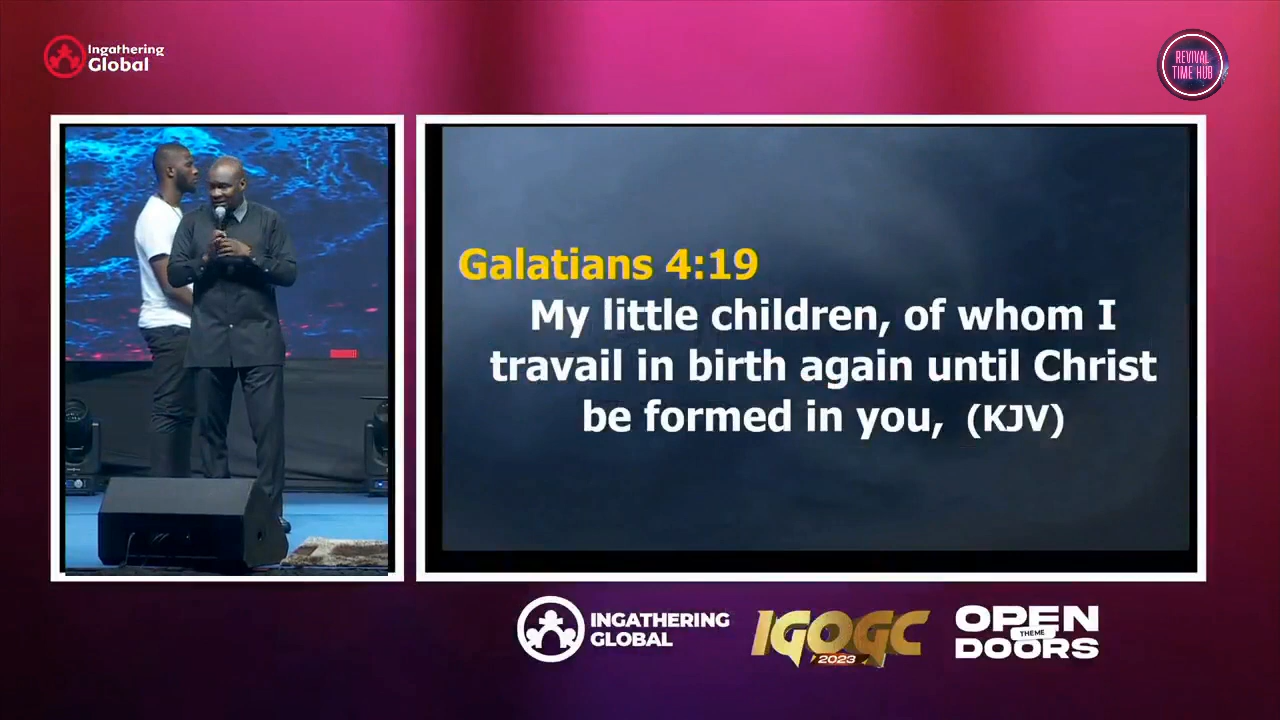 Ingathering
Global
REVIVAL
TIME HUB
Galatians 4:19
My little children, of whom I
travail in birth again until Christ
be formed in you, (KJV)
INGATHERING
GLOBAL
IGOGC
2023
OPEN
THEME
DOORS